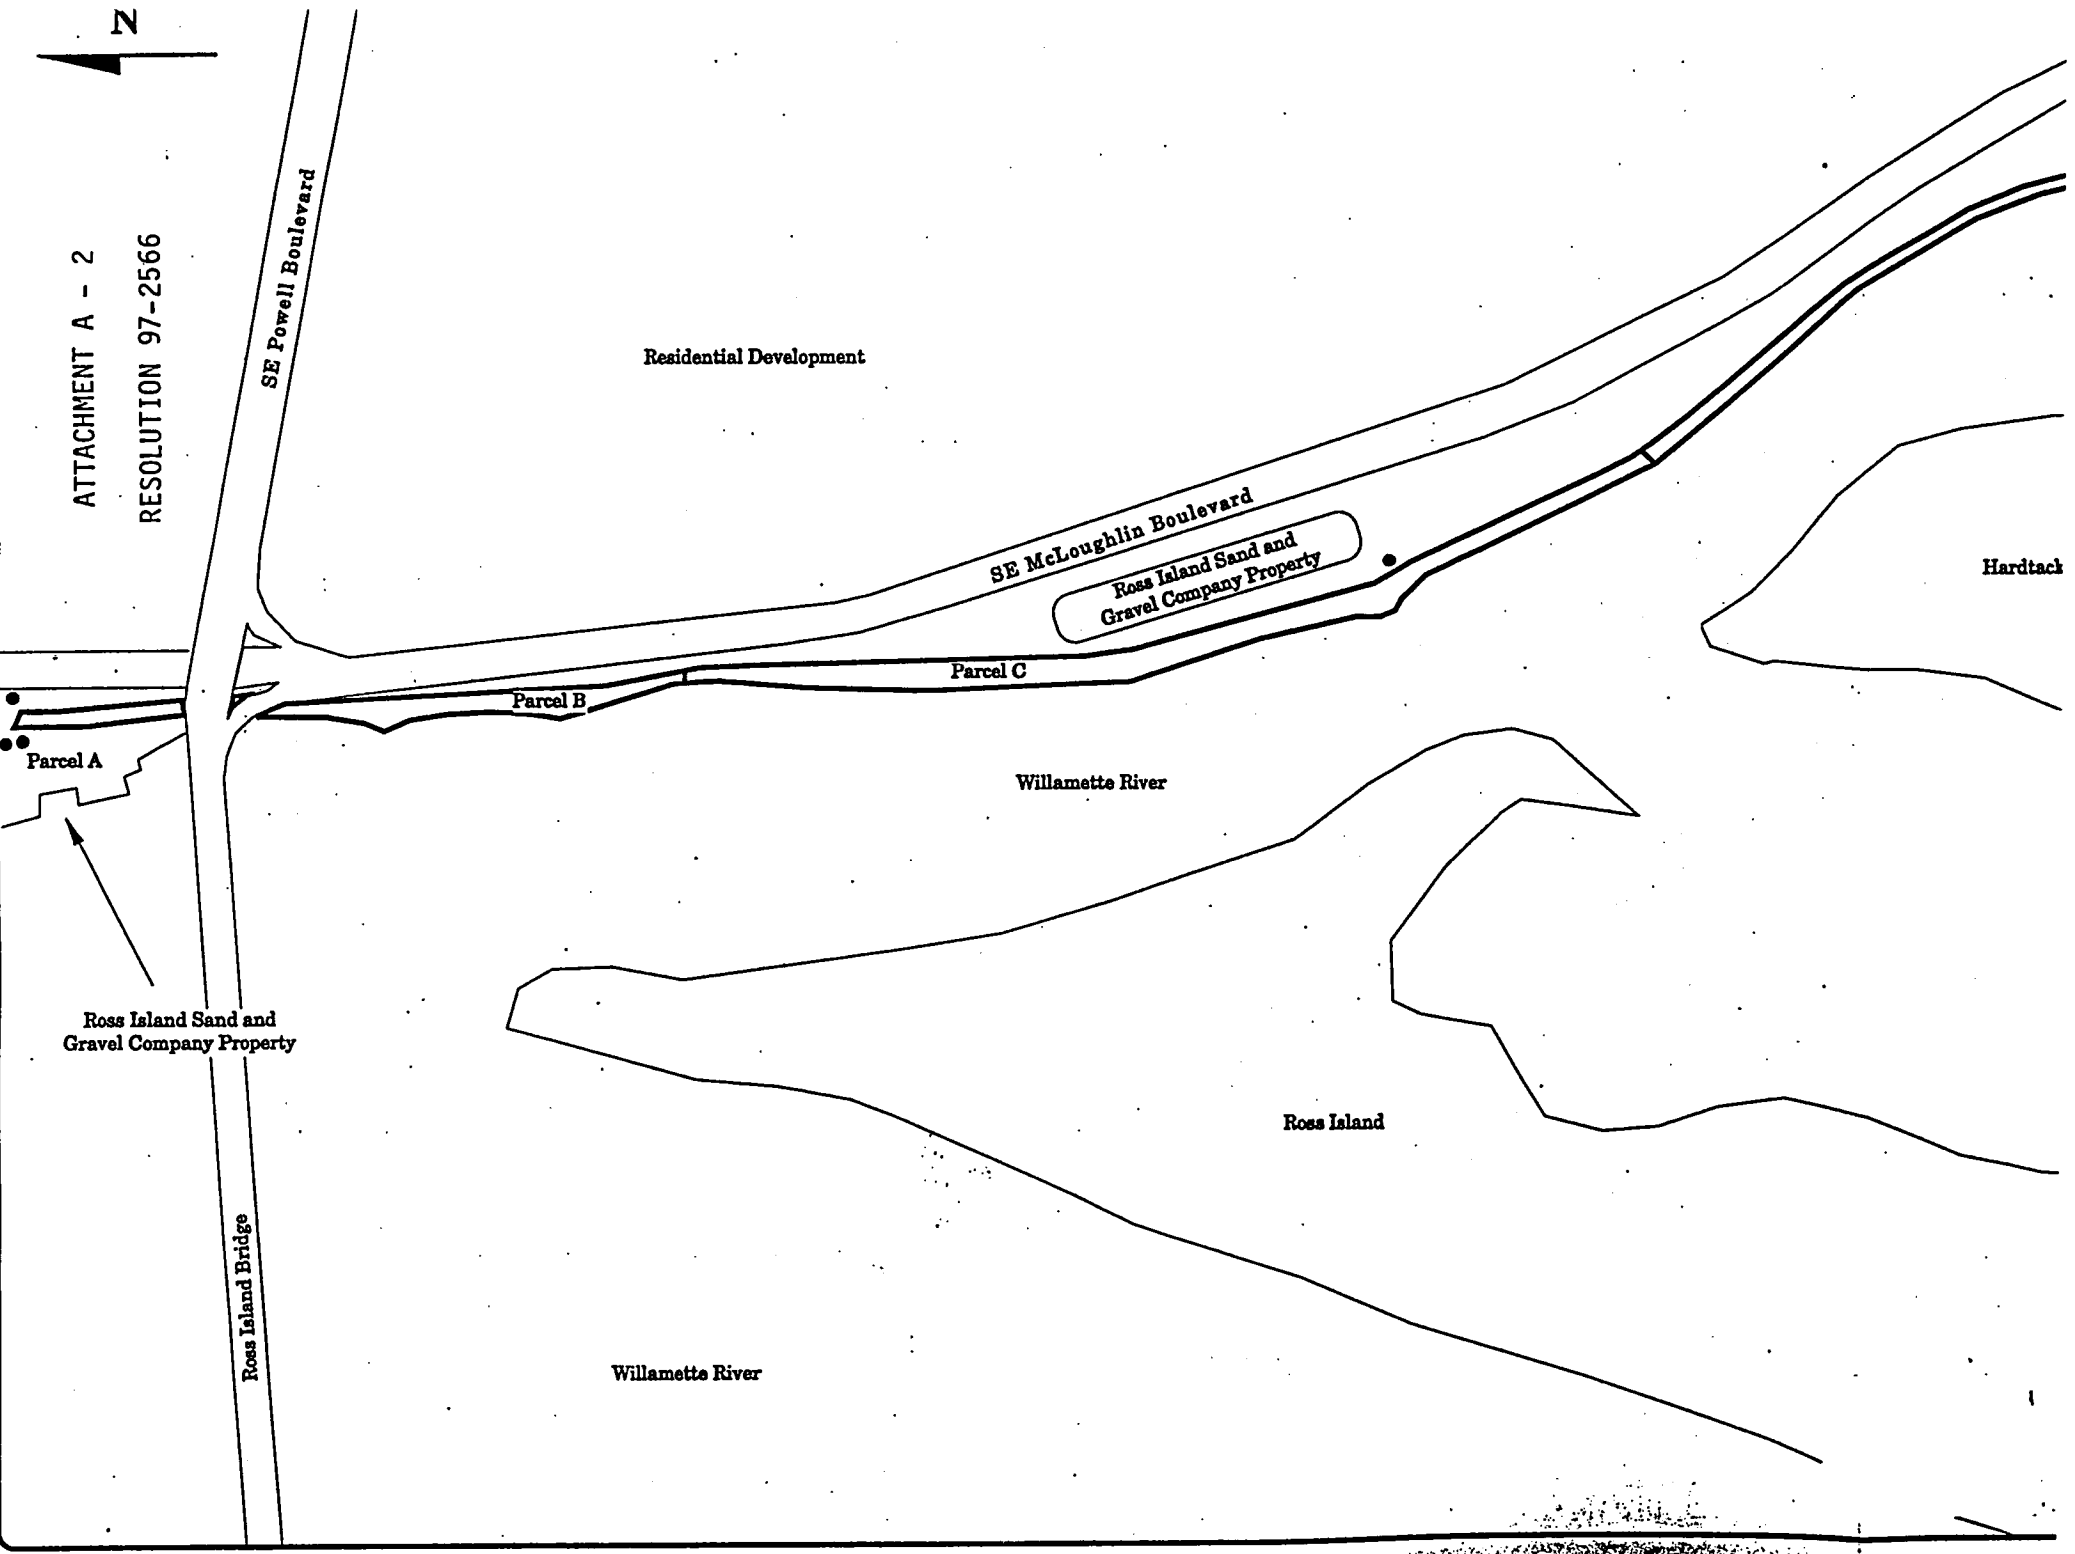 N
ATTACHMENT A - 2
RESOLUTION 97-2566
SE Powell Boulevard
Residential Development
SE McLoughlin Boulevard
Ross Island Sand and
Gravel Company Property
Hardtack
Parcel C
Parcel B
Parcel A
Willamette River
Ross Island Sand and
Gravel Company Property
Ross Island
Ross Island Bridge
Willamette River